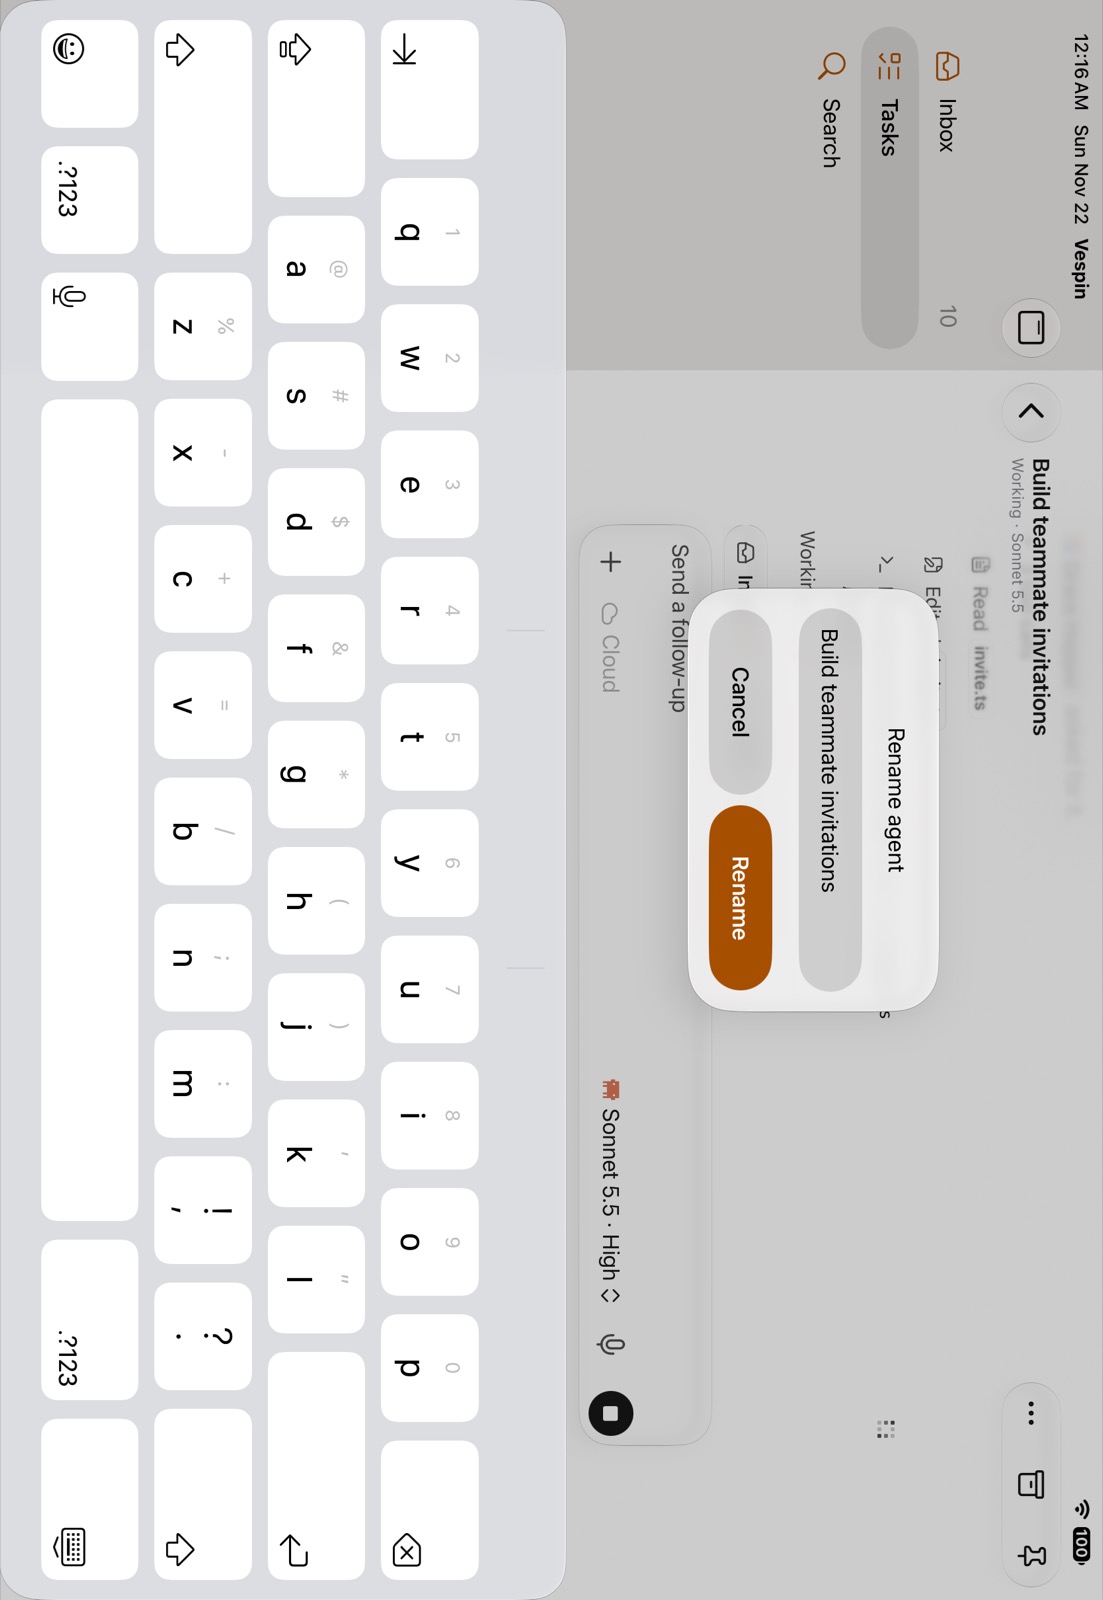 12:16 AM Sun Nov 22 Vespin
100
Build teammate invitations
Working · Sonnet 5.5
Inbox 10
Tasks
Search
Read invite.ts
Rename agent
Build teammate invitations
Cancel Rename
Send a follow-up
Cloud
Sonnet 5.5 · High
1 2 3 4 5 6 7 8 9 0
q w e r t y u i o p
@ # $ & * ( ) ' "
a s d f g h j k l
% - + = / ; : ! ?
z x c v b n m , .
.?123 .?123